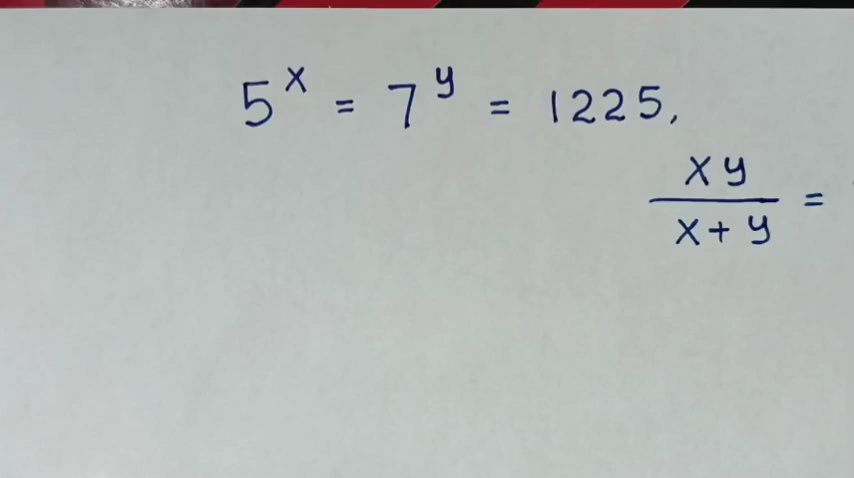 5^x = 7^y = 1225,
xy/(x+y) =